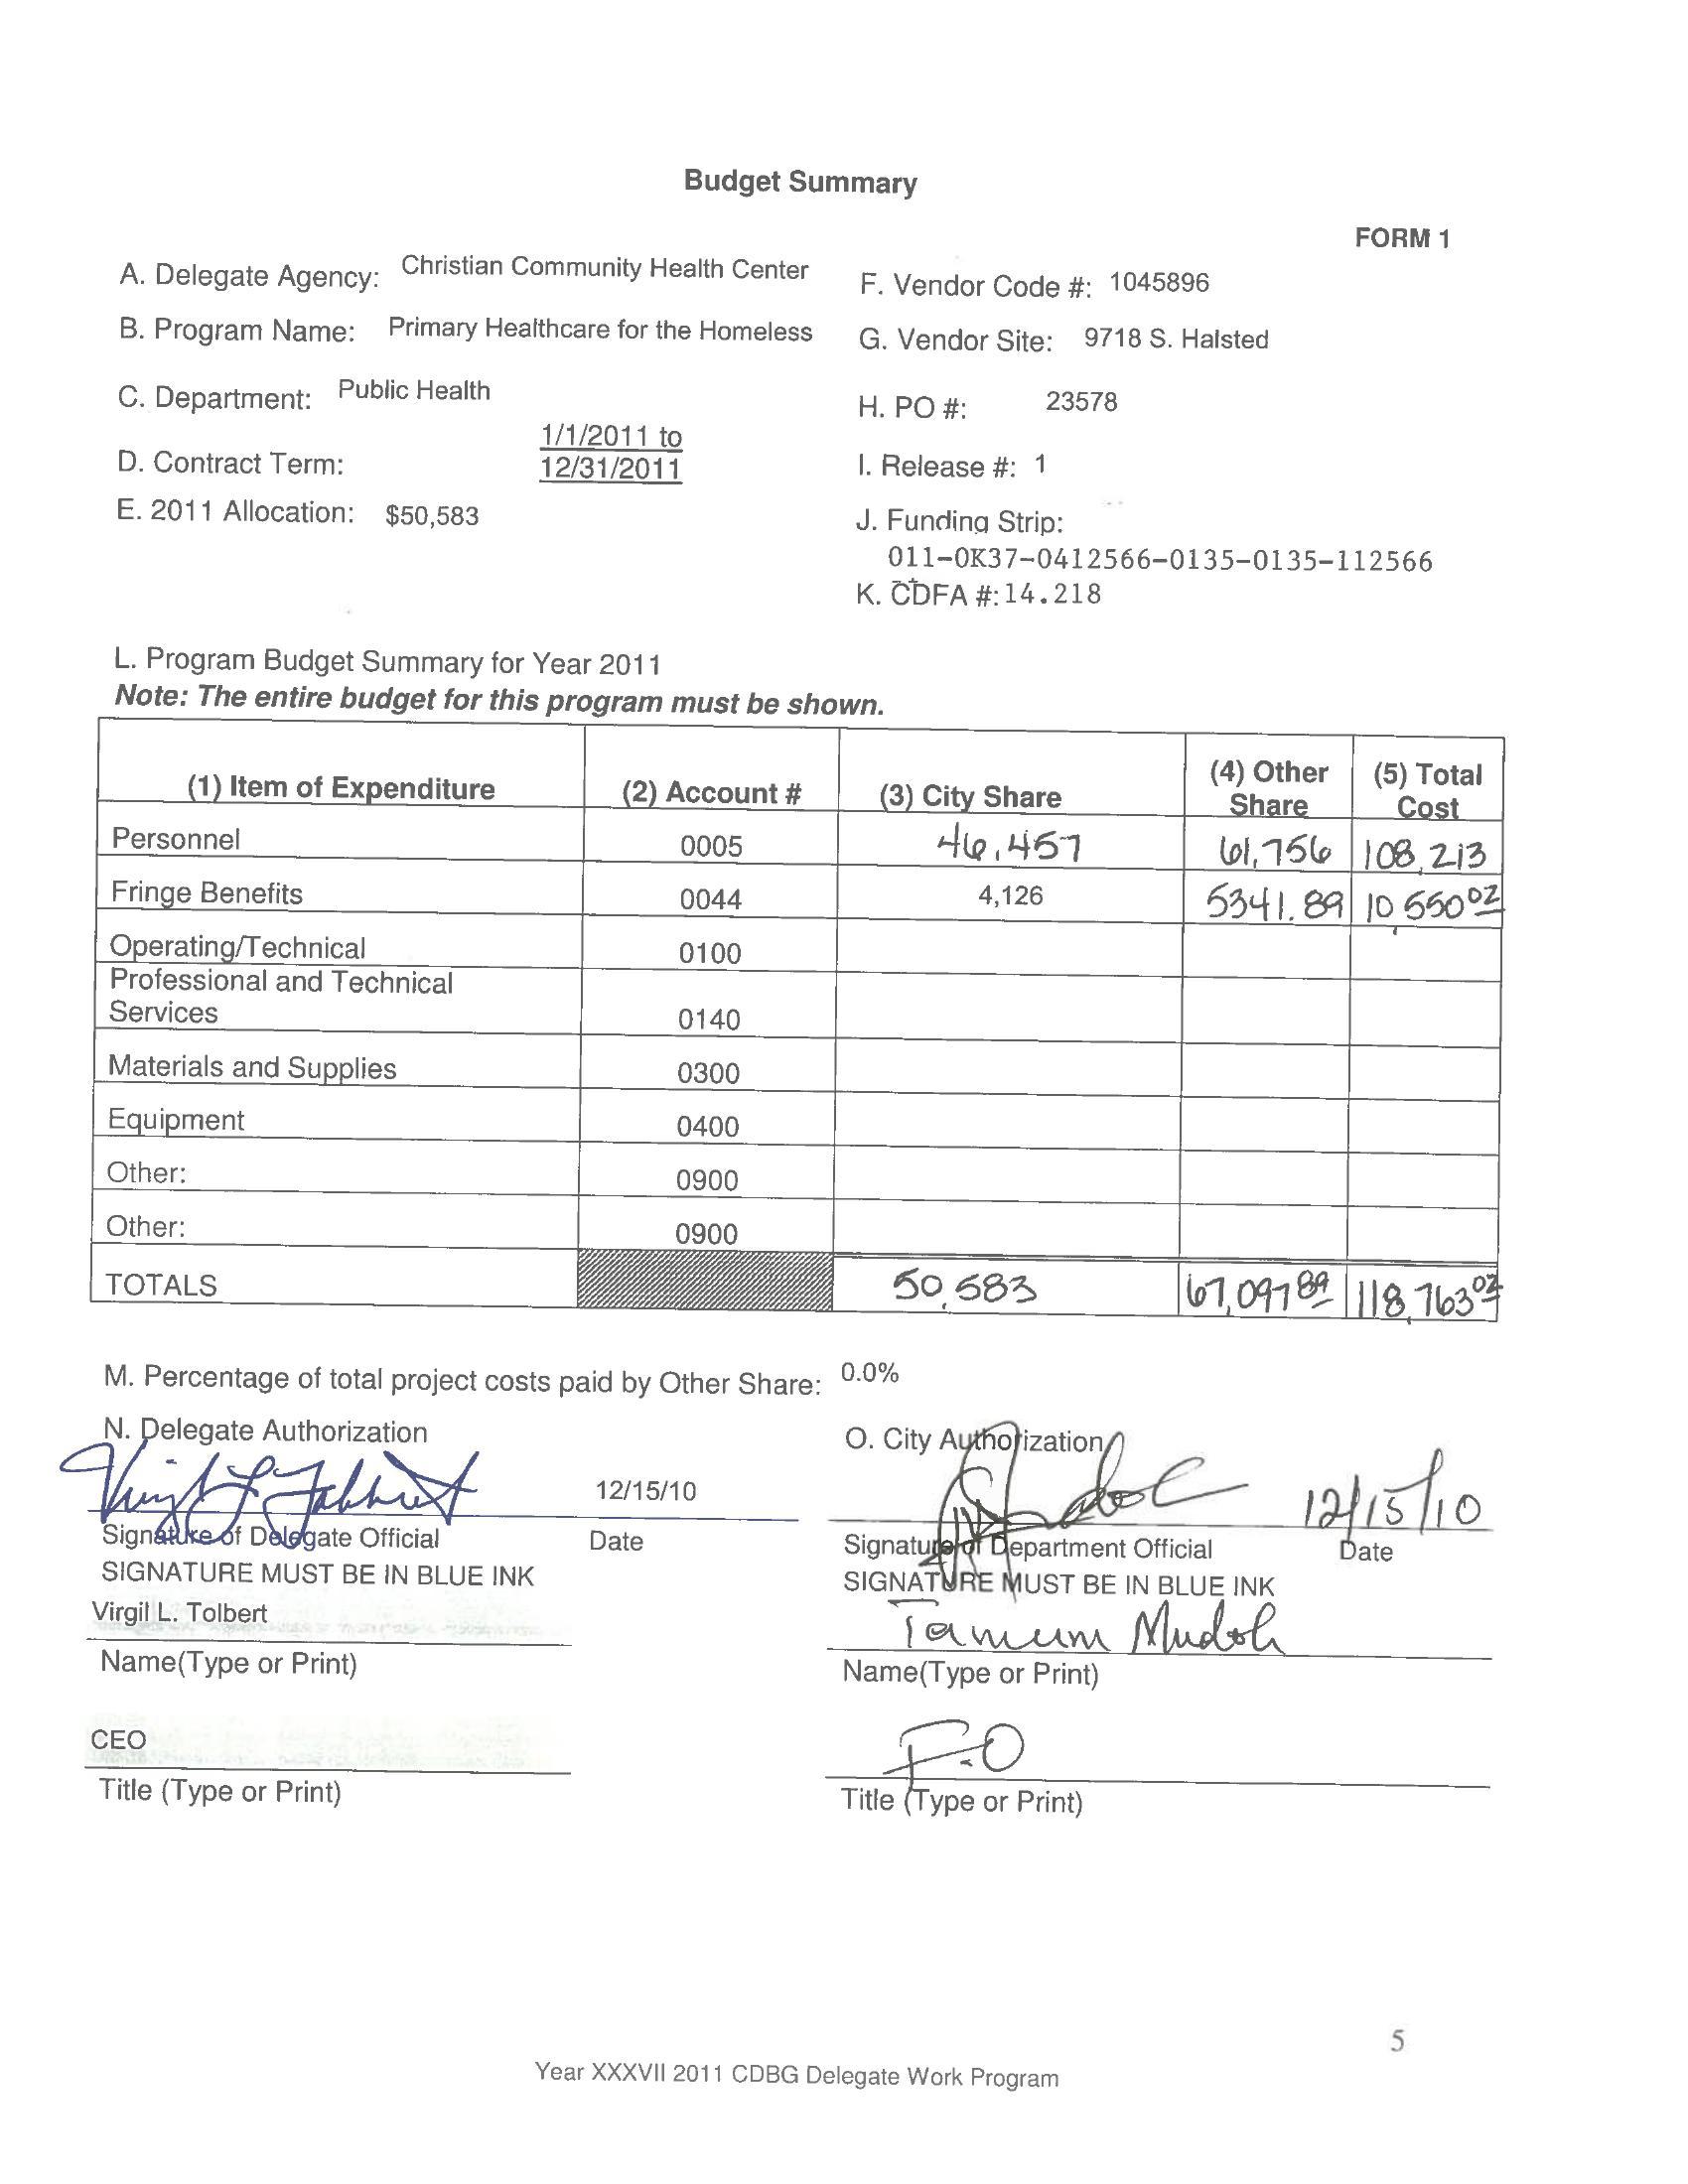 Budget Summary
FORM 1
A. Delegate Agency: Christian Community Health Center
F. Vendor Code #: 1045896
B. Program Name: Primary Healthcare for the Homeless
G. Vendor Site: 9718 S. Halsted
C. Department: Public Health
H. PO #: 23578
D. Contract Term: 1/1/2011 to
12/31/2011
I. Release #: 1
E. 2011 Allocation: $50,583
J. Funding Strip:
011-0K37-0412566-0135-0135-112566
K. CDFA #: 14.218
L. Program Budget Summary for Year 2011
Note: The entire budget for this program must be shown.
(1) Item of Expenditure (2) Account # (3) City Share (4) Other Share (5) Total Cost
Personnel 0005 46,457 61,756 108,213
Fringe Benefits 0044 4,126 5341.89 10,550 02
Operating/Technical 0100
Professional and Technical
Services 0140
Materials and Supplies 0300
Equipment 0400
Other: 0900
Other: 0900
TOTALS 50,583 67,097 89 118,763 02
M. Percentage of total project costs paid by Other Share: 0.0%
N. Delegate Authorization
O. City Authorization
12/15/10
12/15/10
Signature of Delegate Official Date
Signature of Department Official Date
SIGNATURE MUST BE IN BLUE INK
SIGNATURE MUST BE IN BLUE INK
Virgil L. Tolbert
Name(Type or Print)
Name(Type or Print)
CEO
F.O
Title (Type or Print)
Title (Type or Print)
5
Year XXXVII 2011 CDBG Delegate Work Program